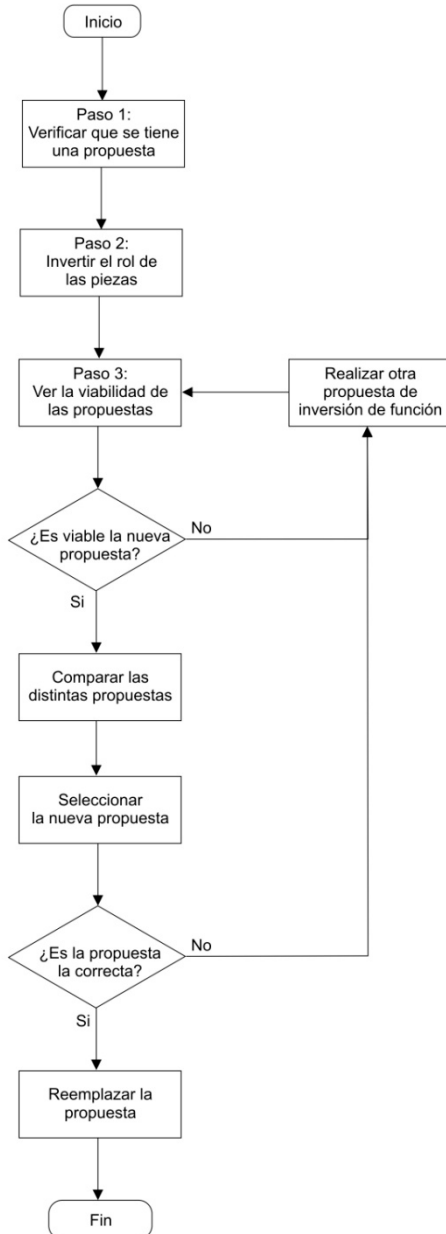 Inicio
Paso 1:
Verificar que se tiene
una propuesta
Paso 2:
Invertir el rol de
las piezas
Paso 3:
Ver la viabilidad de
las propuestas
Realizar otra
propuesta de
inversión de función
¿Es viable la nueva
propuesta?
No
Si
Comparar las
distintas propuestas
Seleccionar
la nueva propuesta
¿Es la propuesta
la correcta?
No
Si
Reemplazar la
propuesta
Fin